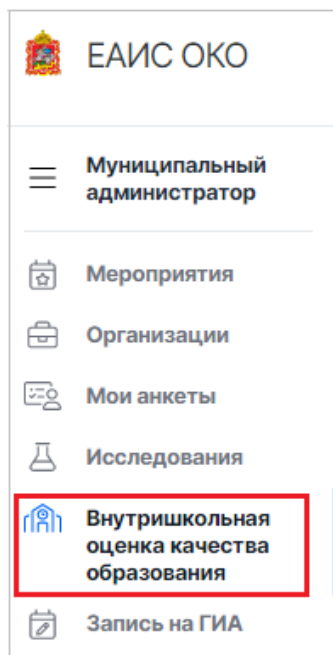 ЕАИС ОКО
Муниципальный
администратор
Мероприятия
Организации
Мои анкеты
Исследования
Внутришкольная
оценка качества
образования
Запись на ГИА